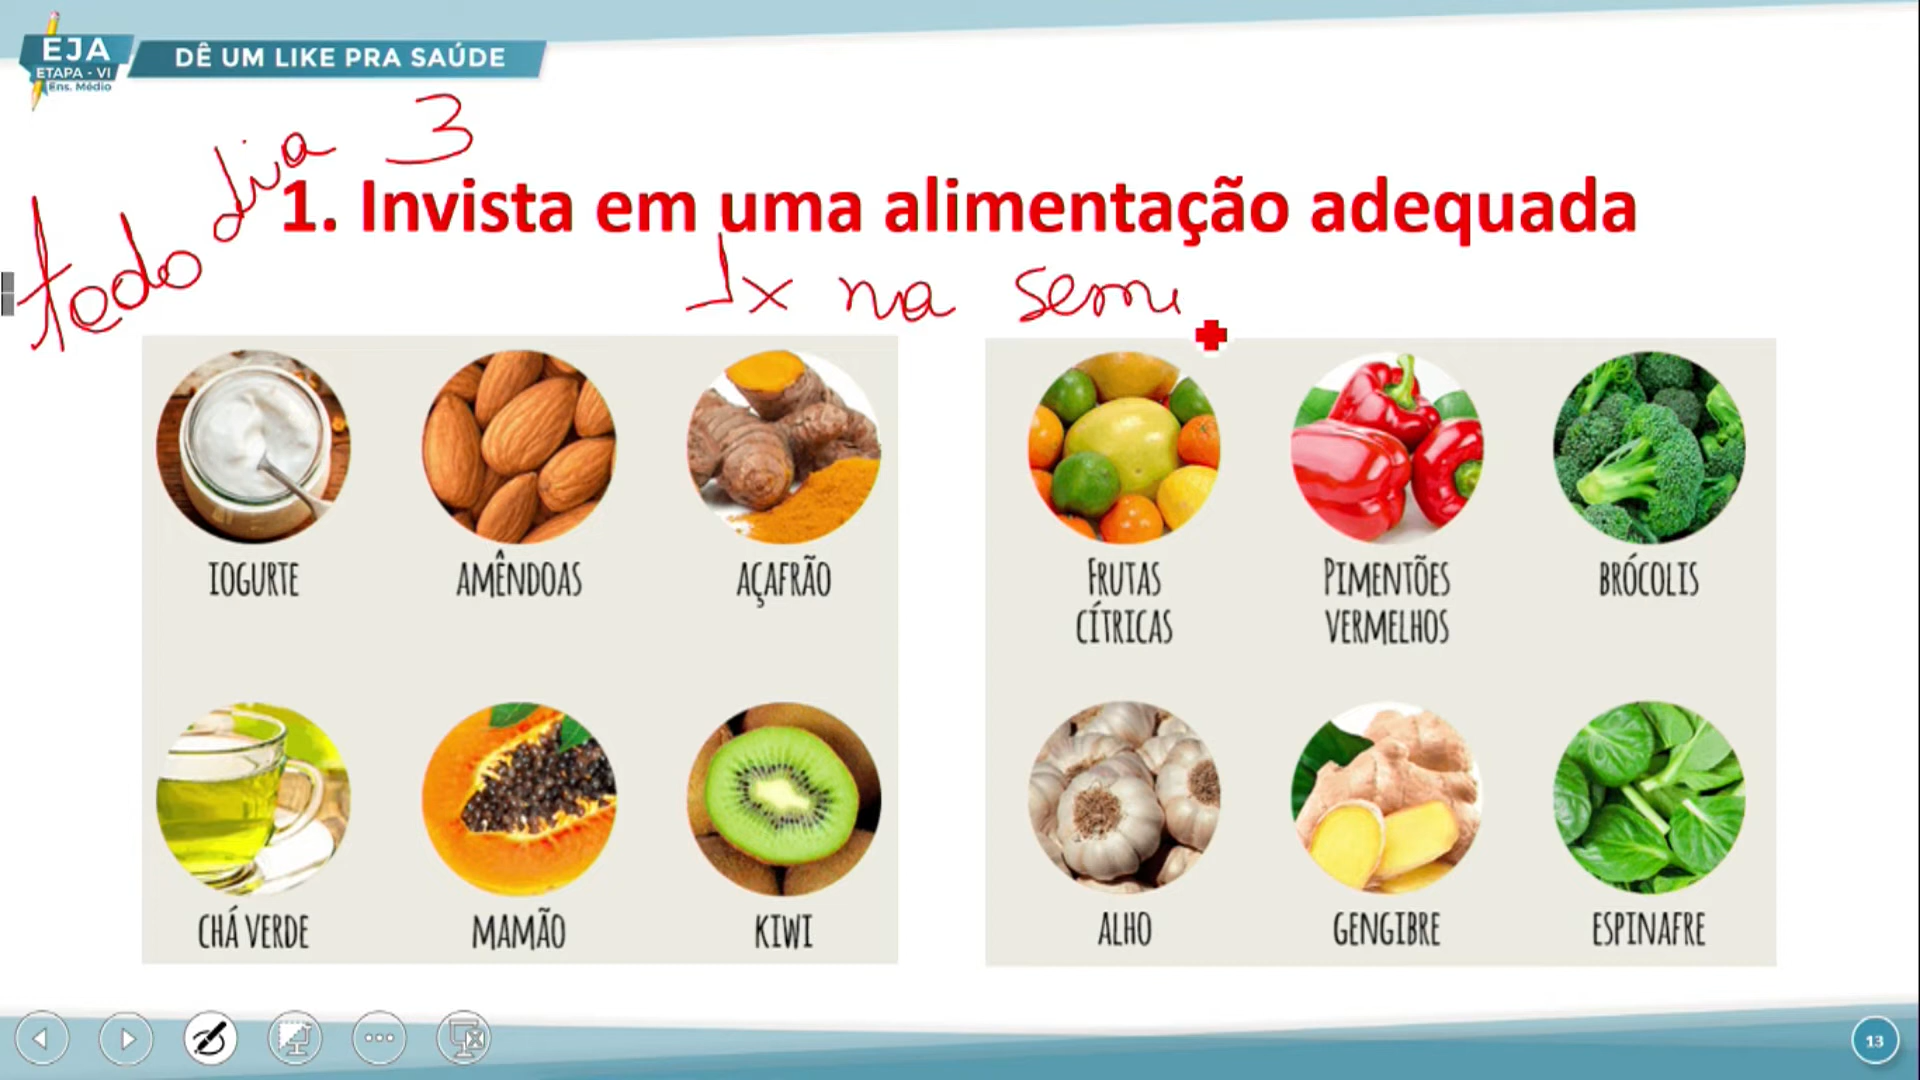 EJA
ETAPA - VI
Ens. Médio
DÊ UM LIKE PRA SAÚDE
todo dia 3
1. Invista em uma alimentação adequada
1x na sem
IOGURTE
AMÊNDOAS
AÇAFRÃO
FRUTAS
CÍTRICAS
PIMENTÕES
VERMELHOS
BRÓCOLIS
CHÁ VERDE
MAMÃO
KIWI
ALHO
GENGIBRE
ESPINAFRE
13